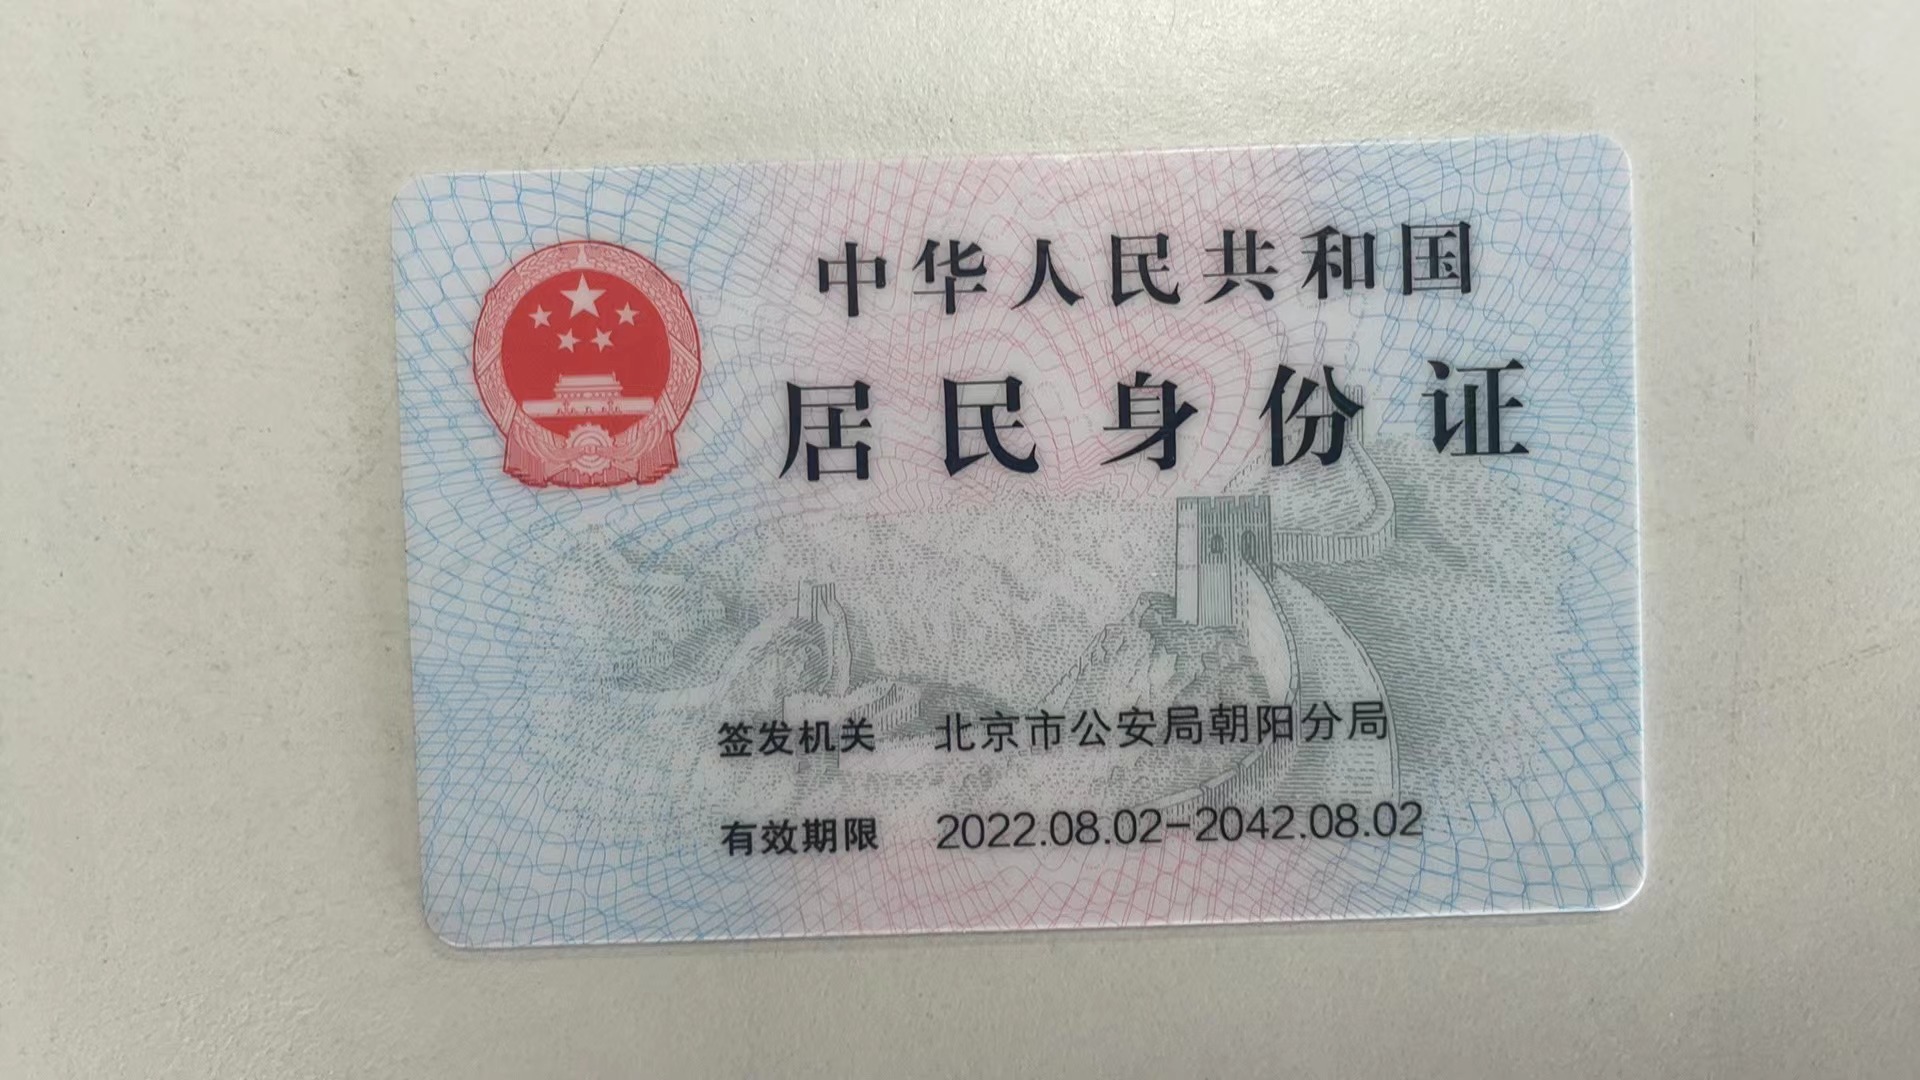 中华人民共和国
居民身份证
签发机关 北京市公安局朝阳分局
有效期限 2022.08.02-2042.08.02